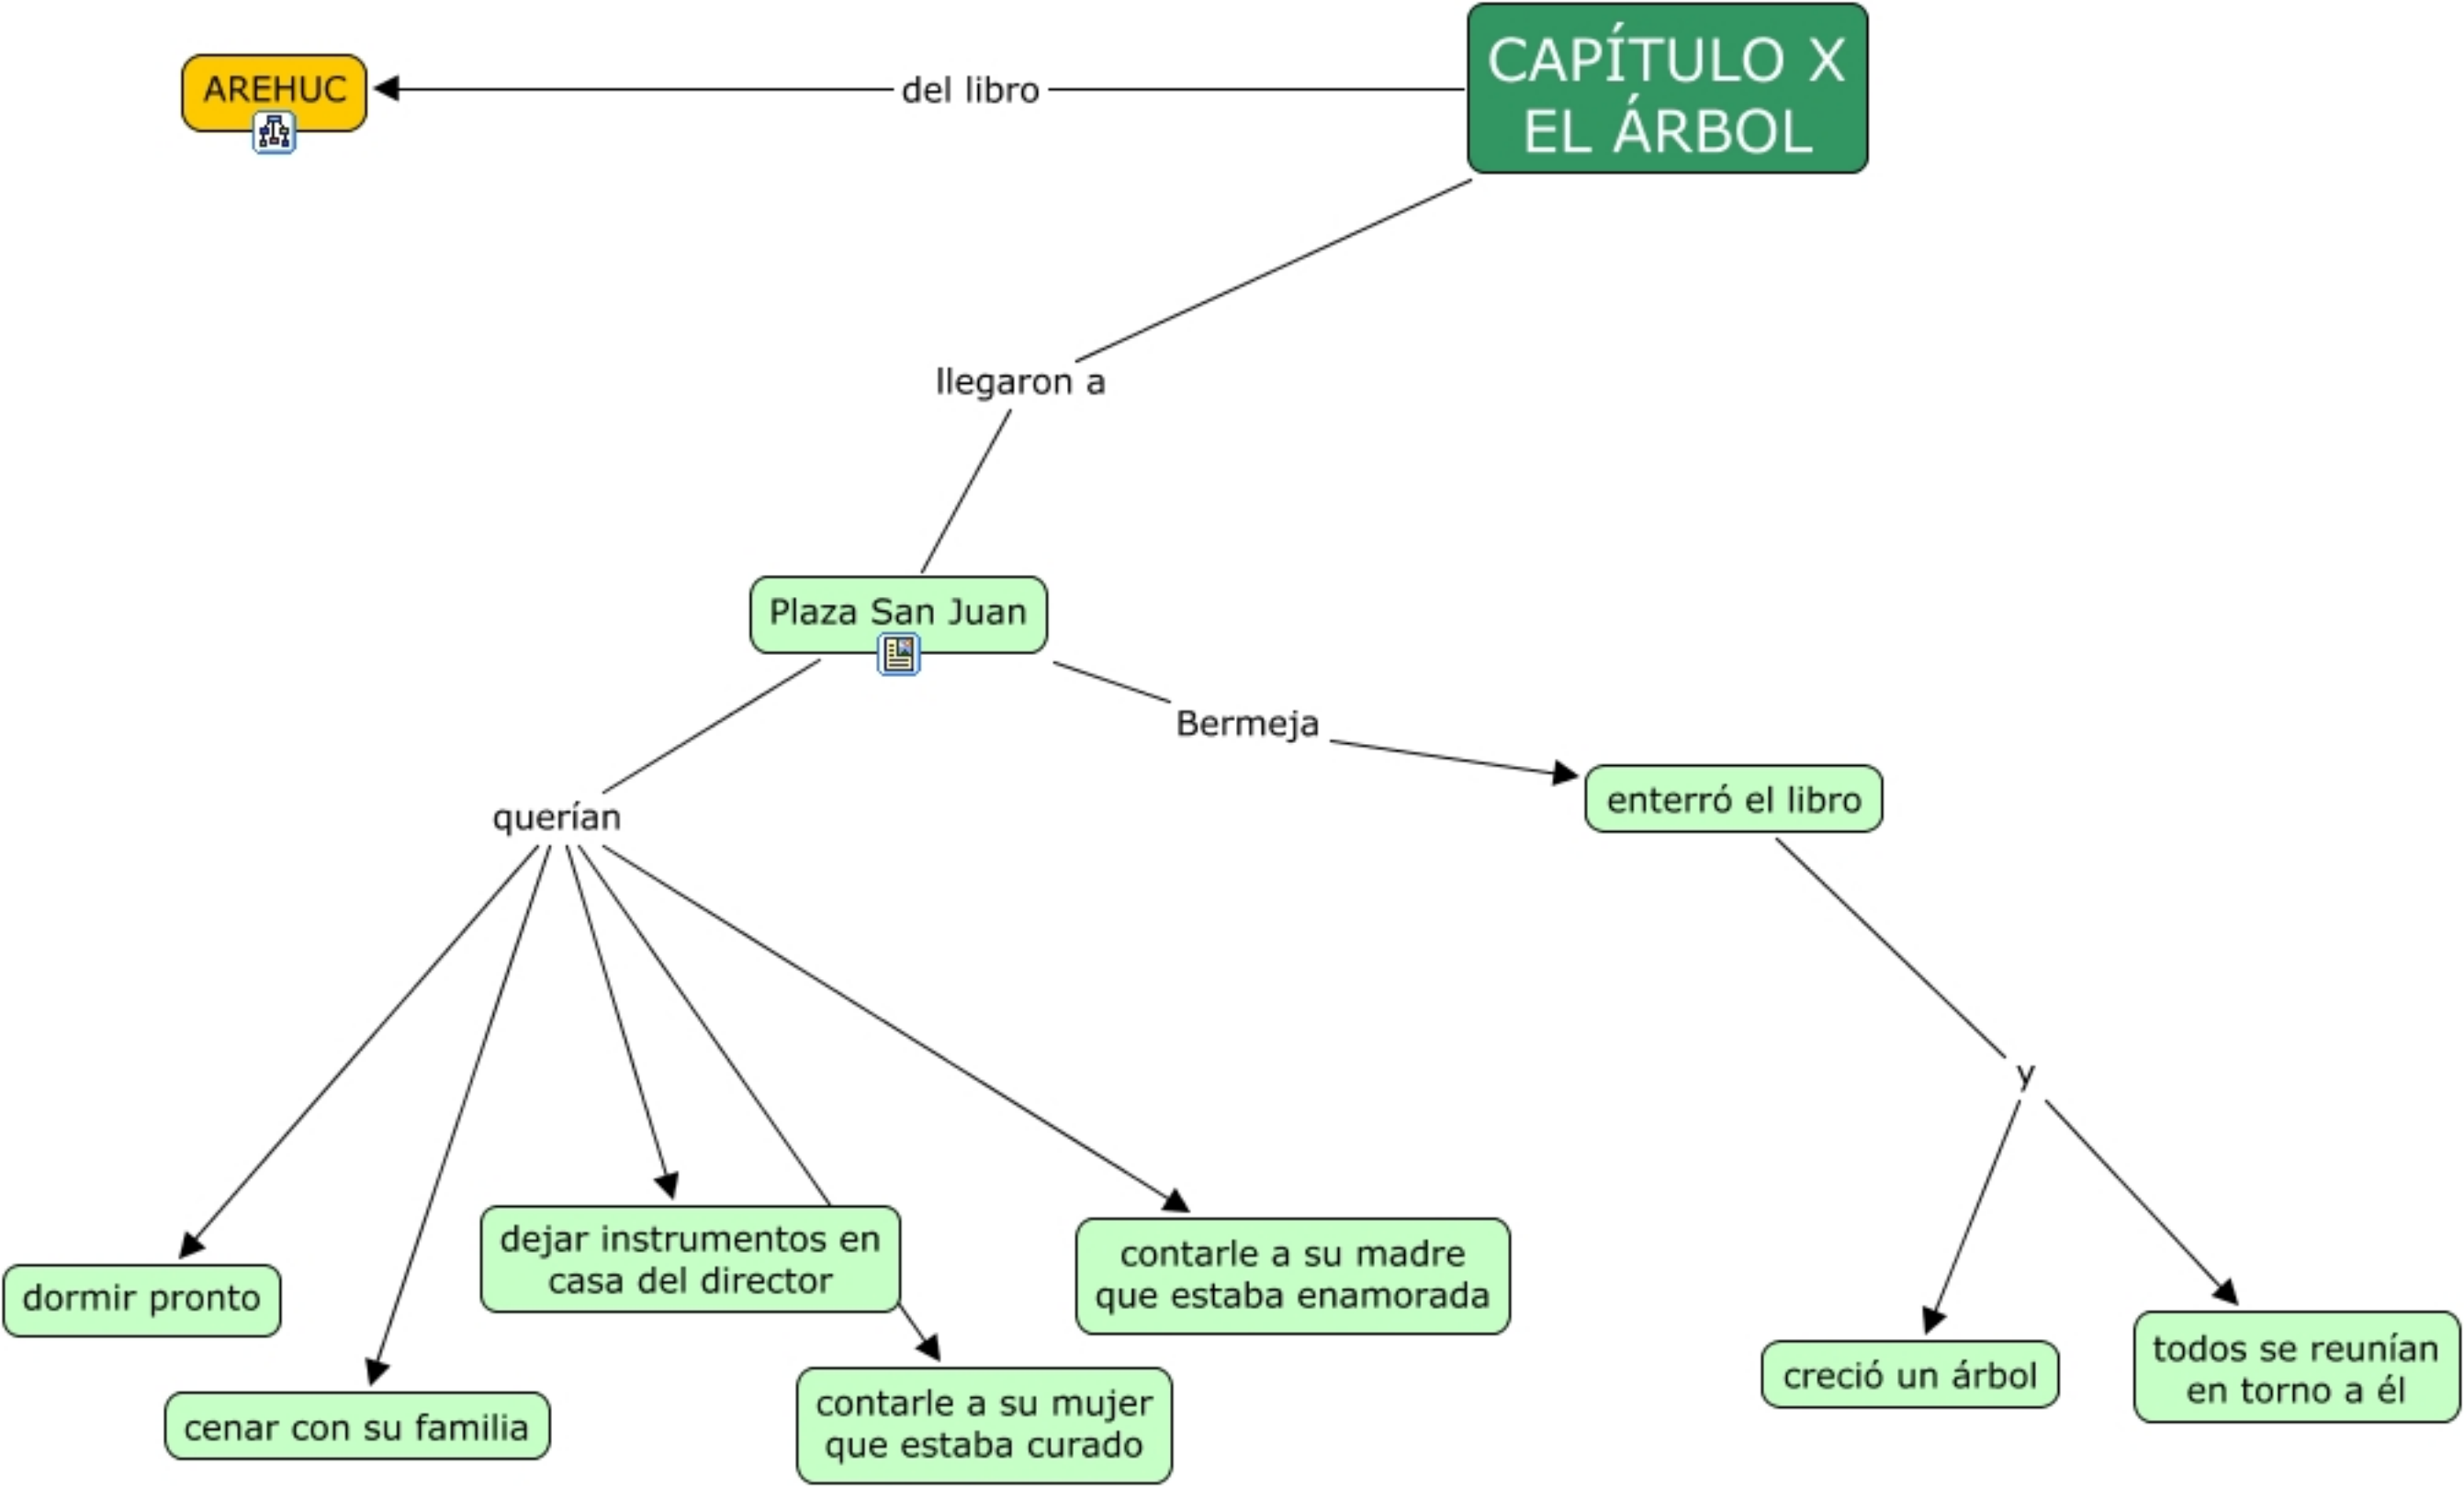 CAPÍTULO X
EL ÁRBOL
del libro
AREHUC
llegaron a
Plaza San Juan
Bermeja
querían
enterró el libro
y
dormir pronto
cenar con su familia
dejar instrumentos en
casa del director
contarle a su mujer
que estaba curado
contarle a su madre
que estaba enamorada
creció un árbol
todos se reunían
en torno a él